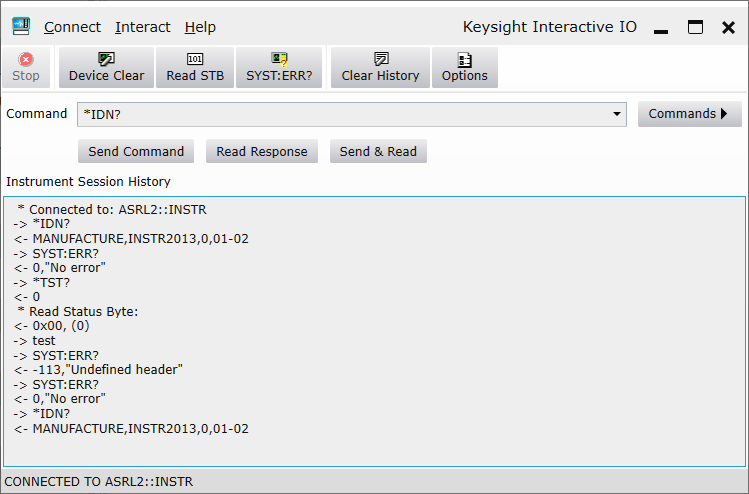 Connect Interact Help Keysight Interactive IO
101
Stop Device Clear Read STB SYST:ERR? Clear History Options
Command *IDN? Commands
Send Command Read Response Send & Read
Instrument Session History
* Connected to: ASRL2::INSTR
-> *IDN?
<- MANUFACTURE,INSTR2013,0,01-02
-> SYST:ERR?
<- 0,"No error"
-> *TST?
<- 0
* Read Status Byte:
<- 0x00, (0)
-> test
-> SYST:ERR?
<- -113,"Undefined header"
-> SYST:ERR?
<- 0,"No error"
-> *IDN?
<- MANUFACTURE,INSTR2013,0,01-02
CONNECTED TO ASRL2::INSTR